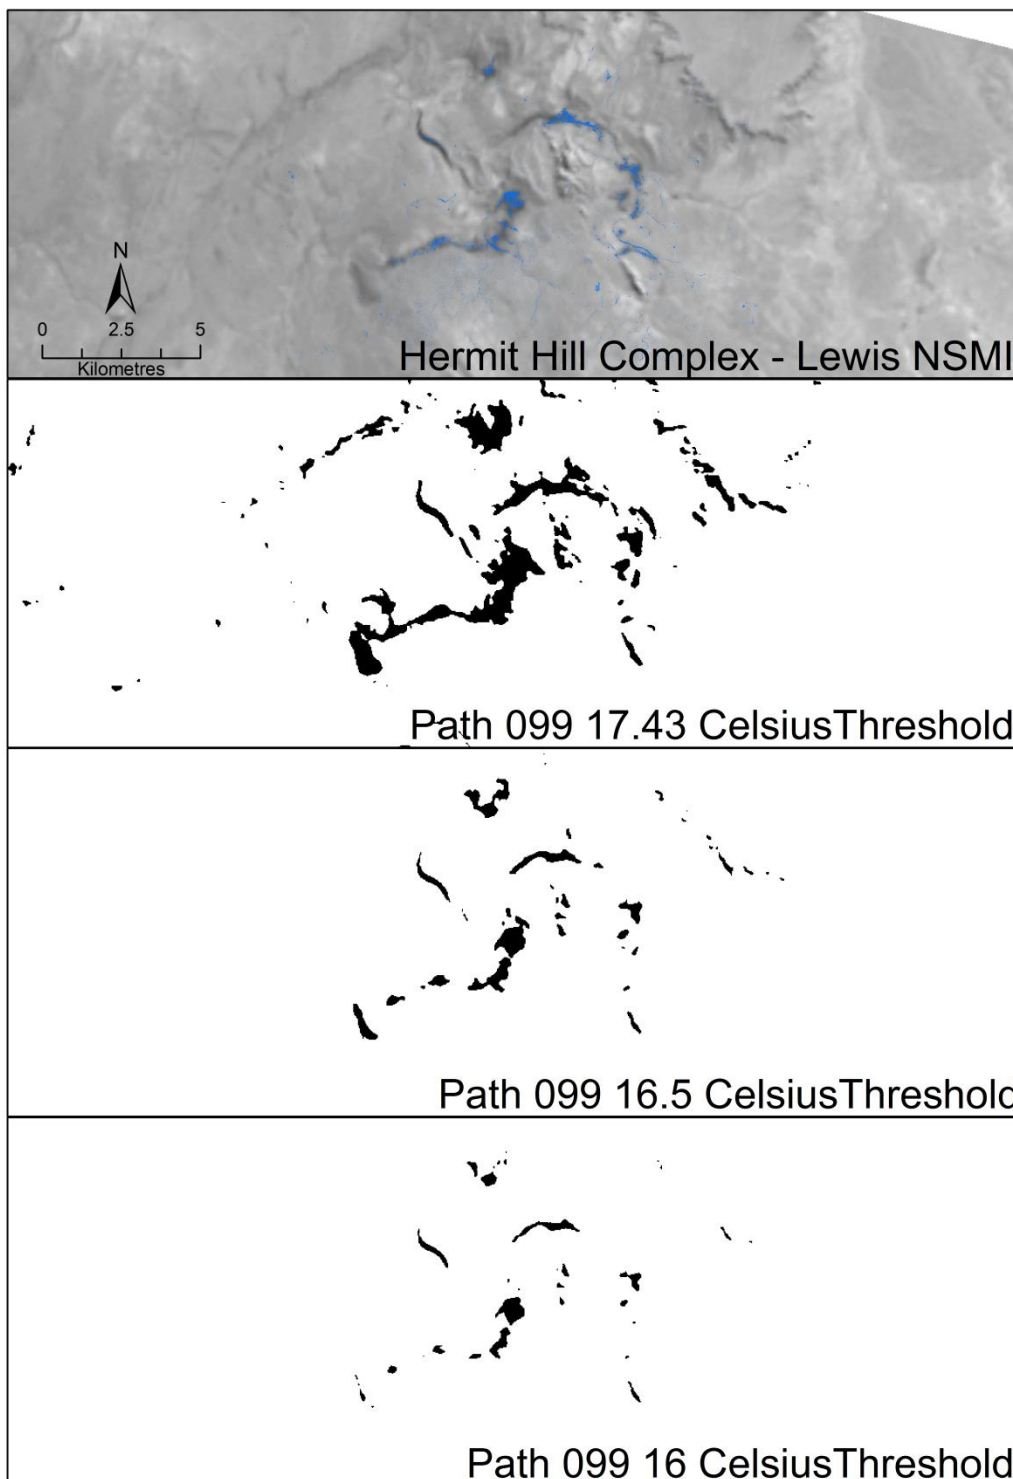 N
0 2.5 5
Kilometres
Hermit Hill Complex - Lewis NSMI
Path 099 17.43 CelsiusThreshold
Path 099 16.5 CelsiusThreshold
Path 099 16 CelsiusThreshold